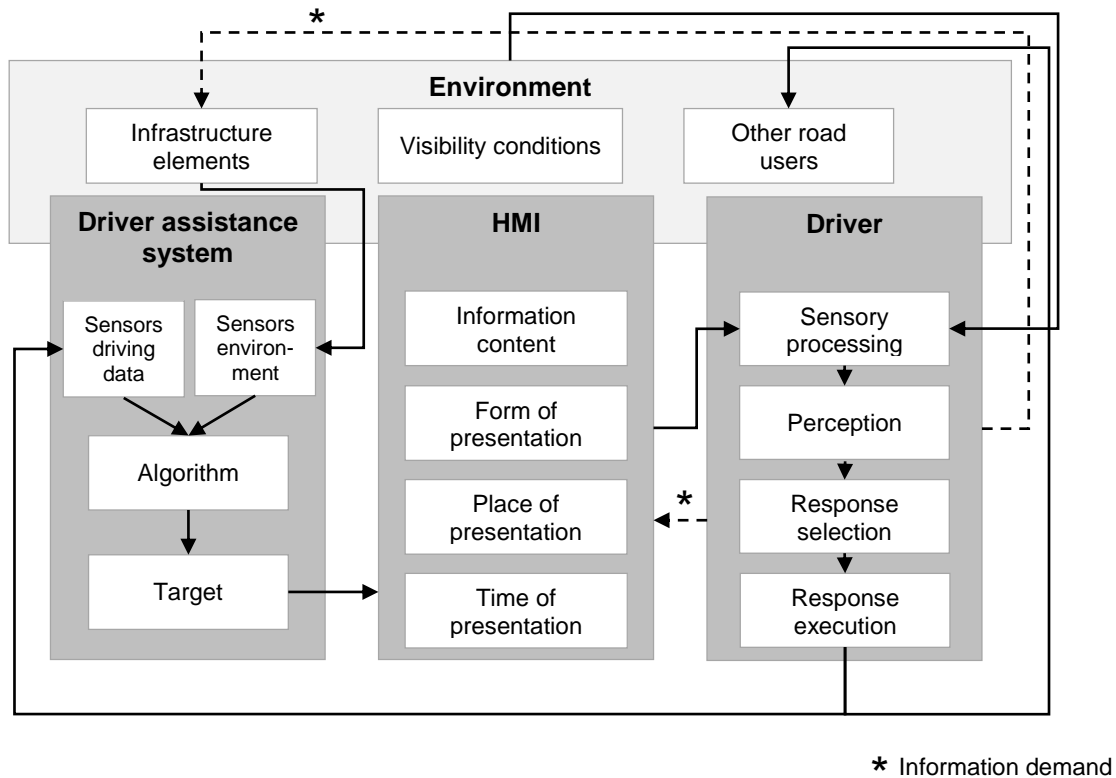 *
Environment
Infrastructure
elements
Visibility conditions
Other road
users
Driver assistance
system
Sensors
driving
data
Sensors
environ-
ment
Algorithm
Target
HMI
Information
content
Form of
presentation
Place of
presentation
Time of
presentation
*
Driver
Sensory
processing
Perception
Response
selection
Response
execution
* Information demand